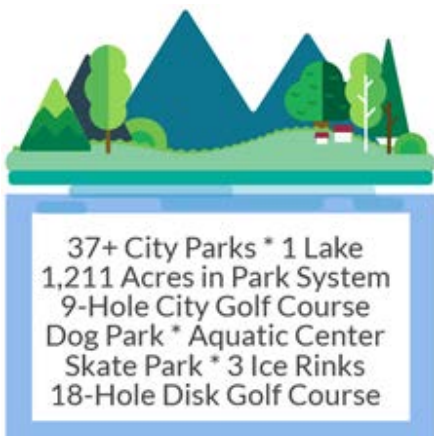 37+ City Parks * 1 Lake
1,211 Acres in Park System
9-Hole City Golf Course
Dog Park * Aquatic Center
Skate Park * 3 Ice Rinks
18-Hole Disk Golf Course